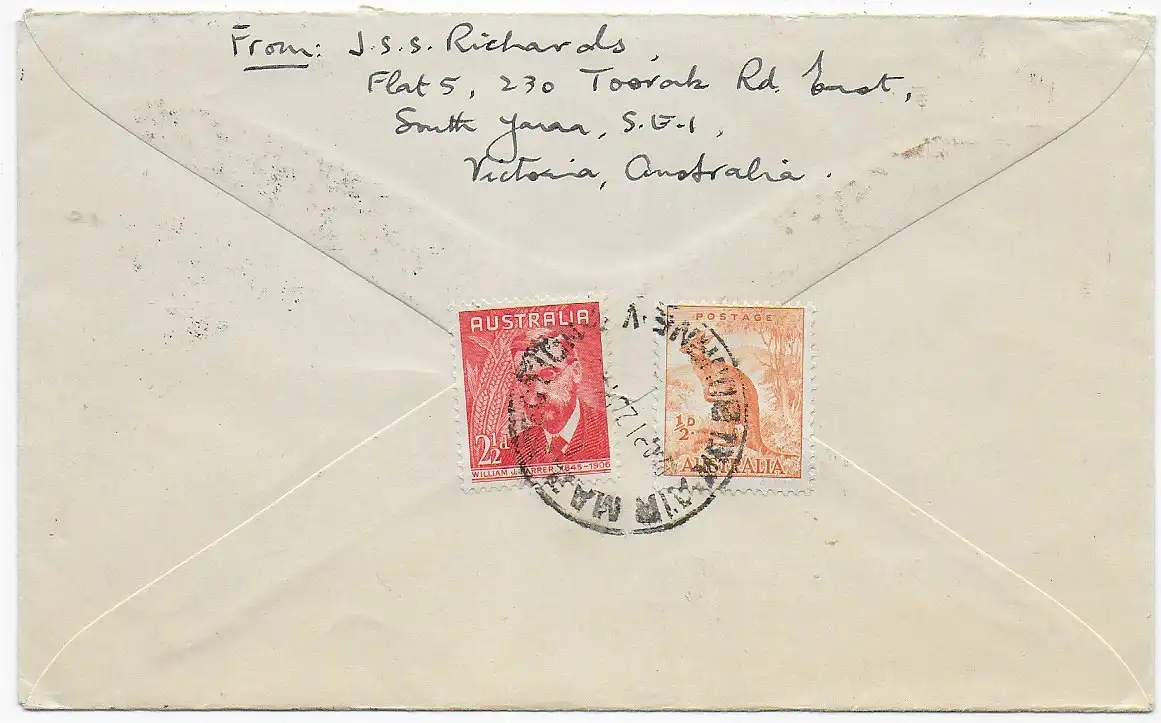 From: J.S.S. Richards,
Flat 5, 230 Toorak Rd. East,
South Yarra, S.E.1,
Victoria, Australia.
AUSTRALIA
2½d
WILLIAM J. FARRER. 1845-1906
POSTAGE
½D
AUSTRALIA
AIR MA